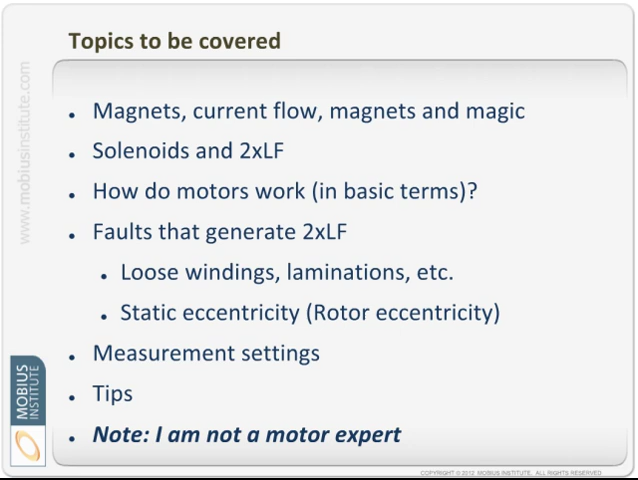 Topics to be covered
• Magnets, current flow, magnets and magic
• Solenoids and 2xLF
• How do motors work (in basic terms)?
• Faults that generate 2xLF
• Loose windings, laminations, etc.
• Static eccentricity (Rotor eccentricity)
• Measurement settings
• Tips
• Note: I am not a motor expert
www.mobiusinstitute.com
MOBIUS
INSTITUTE
COPYRIGHT © 2012 MOBIUS INSTITUTE. ALL RIGHTS RESERVED.